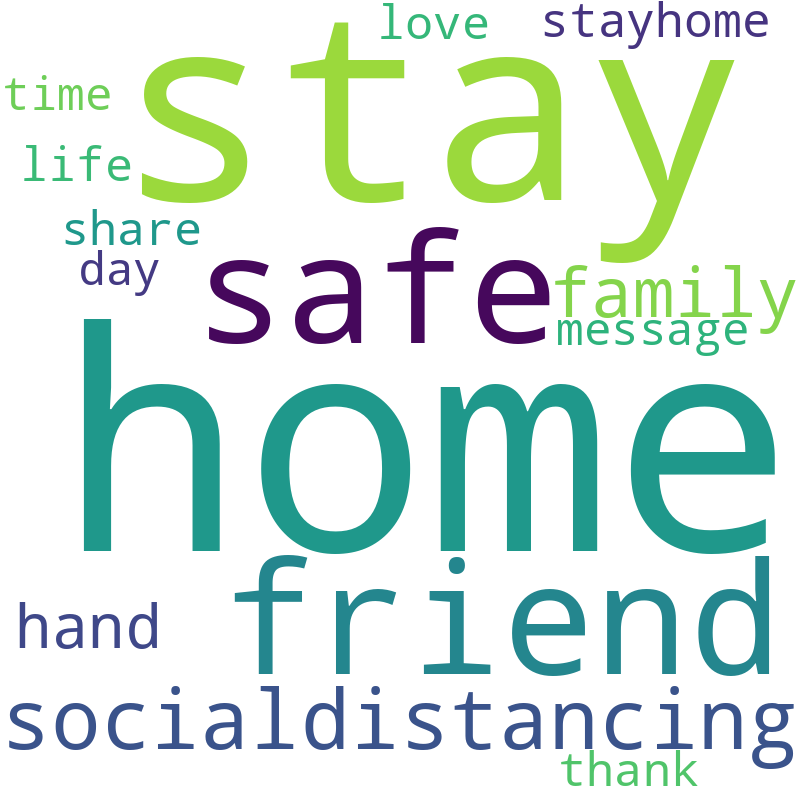 love stayhome
stay
time
life
share
safe
day
family
message
home
friend
hand
socialdistancing
thank